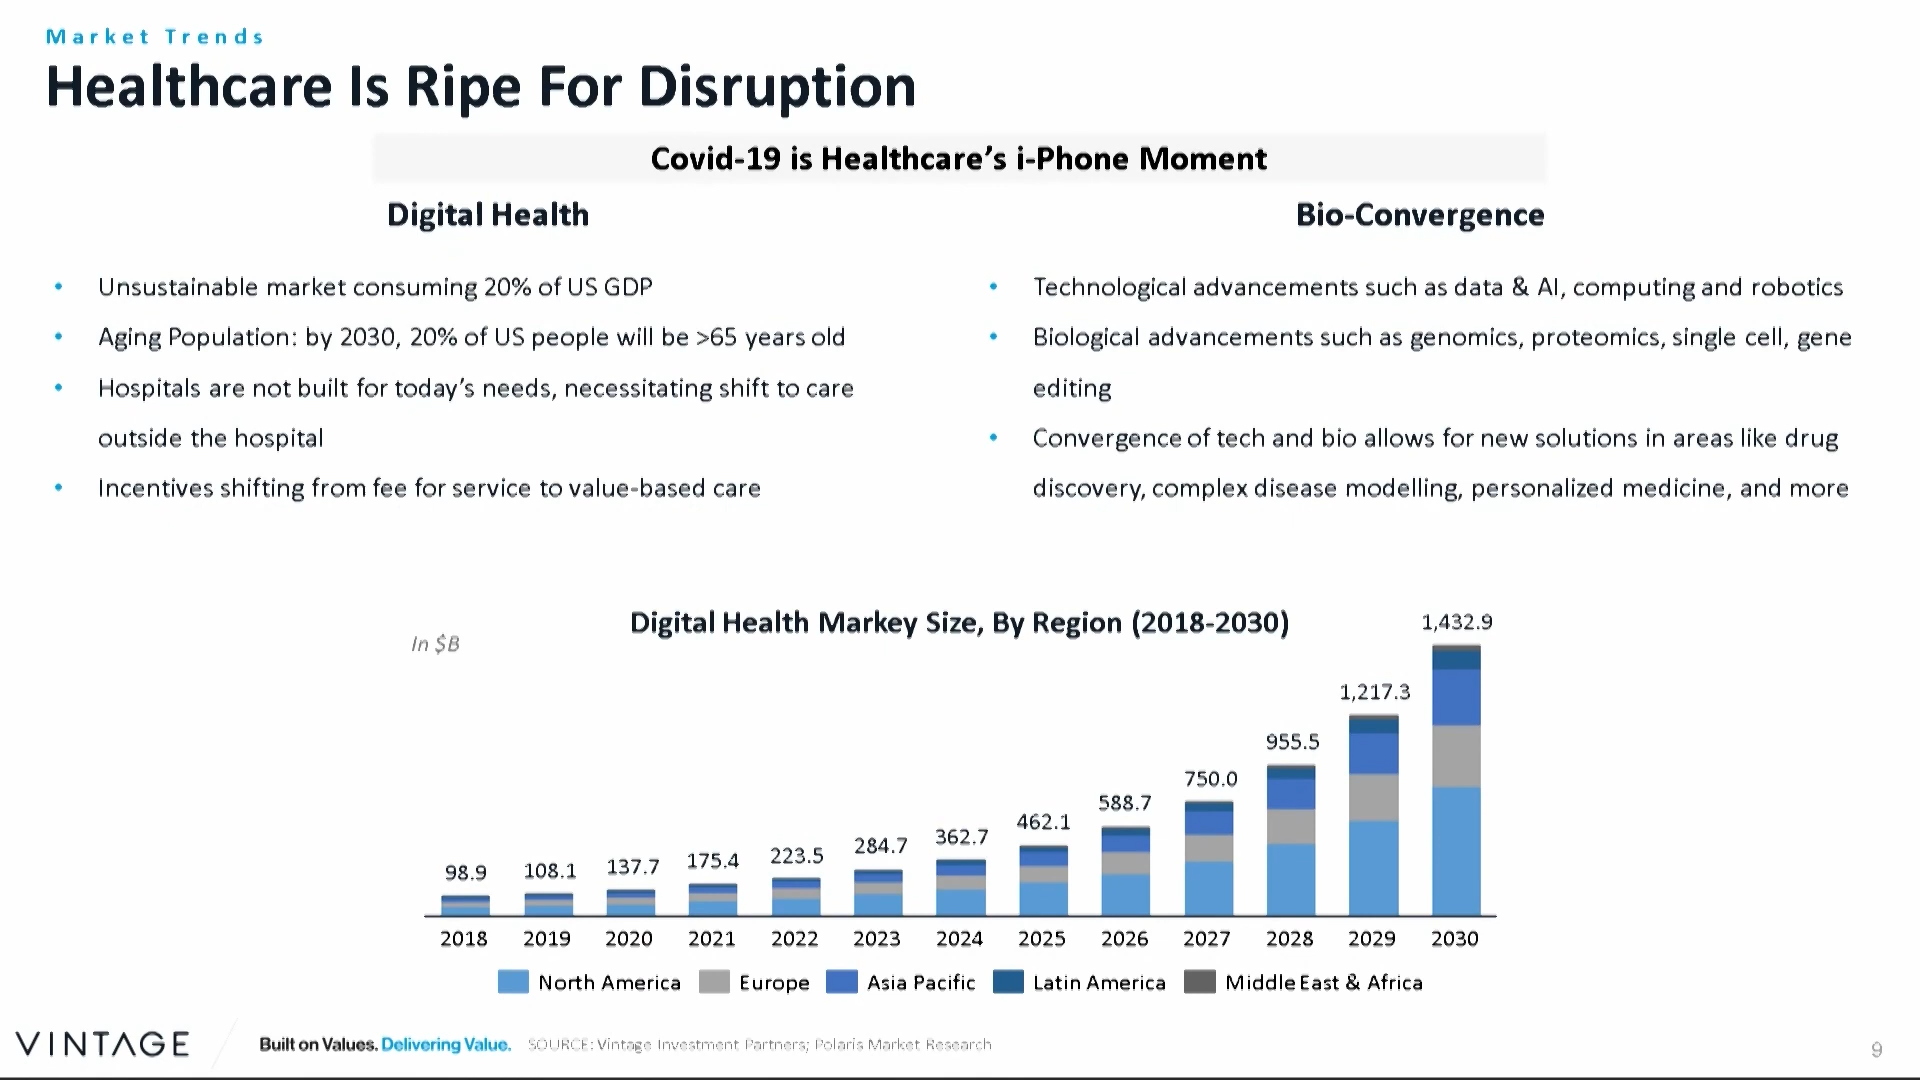 Market Trends
Healthcare Is Ripe For Disruption
Covid-19 is Healthcare's i-Phone Moment
Digital Health
• Unsustainable market consuming 20% of US GDP
• Aging Population: by 2030, 20% of US people will be >65 years old
• Hospitals are not built for today's needs, necessitating shift to care
outside the hospital
• Incentives shifting from fee for service to value-based care
Bio-Convergence
• Technological advancements such as data & AI, computing and robotics
• Biological advancements such as genomics, proteomics, single cell, gene
editing
• Convergence of tech and bio allows for new solutions in areas like drug
discovery, complex disease modelling, personalized medicine, and more
Digital Health Markey Size, By Region (2018-2030)
In $B
98.9 108.1 137.7 175.4 223.5 284.7 362.7 462.1 588.7 750.0 955.5 1,217.3 1,432.9
2018 2019 2020 2021 2022 2023 2024 2025 2026 2027 2028 2029 2030
North America Europe Asia Pacific Latin America Middle East & Africa
VINTAGE Built on Values. Delivering Value. SOURCE: Vintage Investment Partners; Polaris Market Research 9